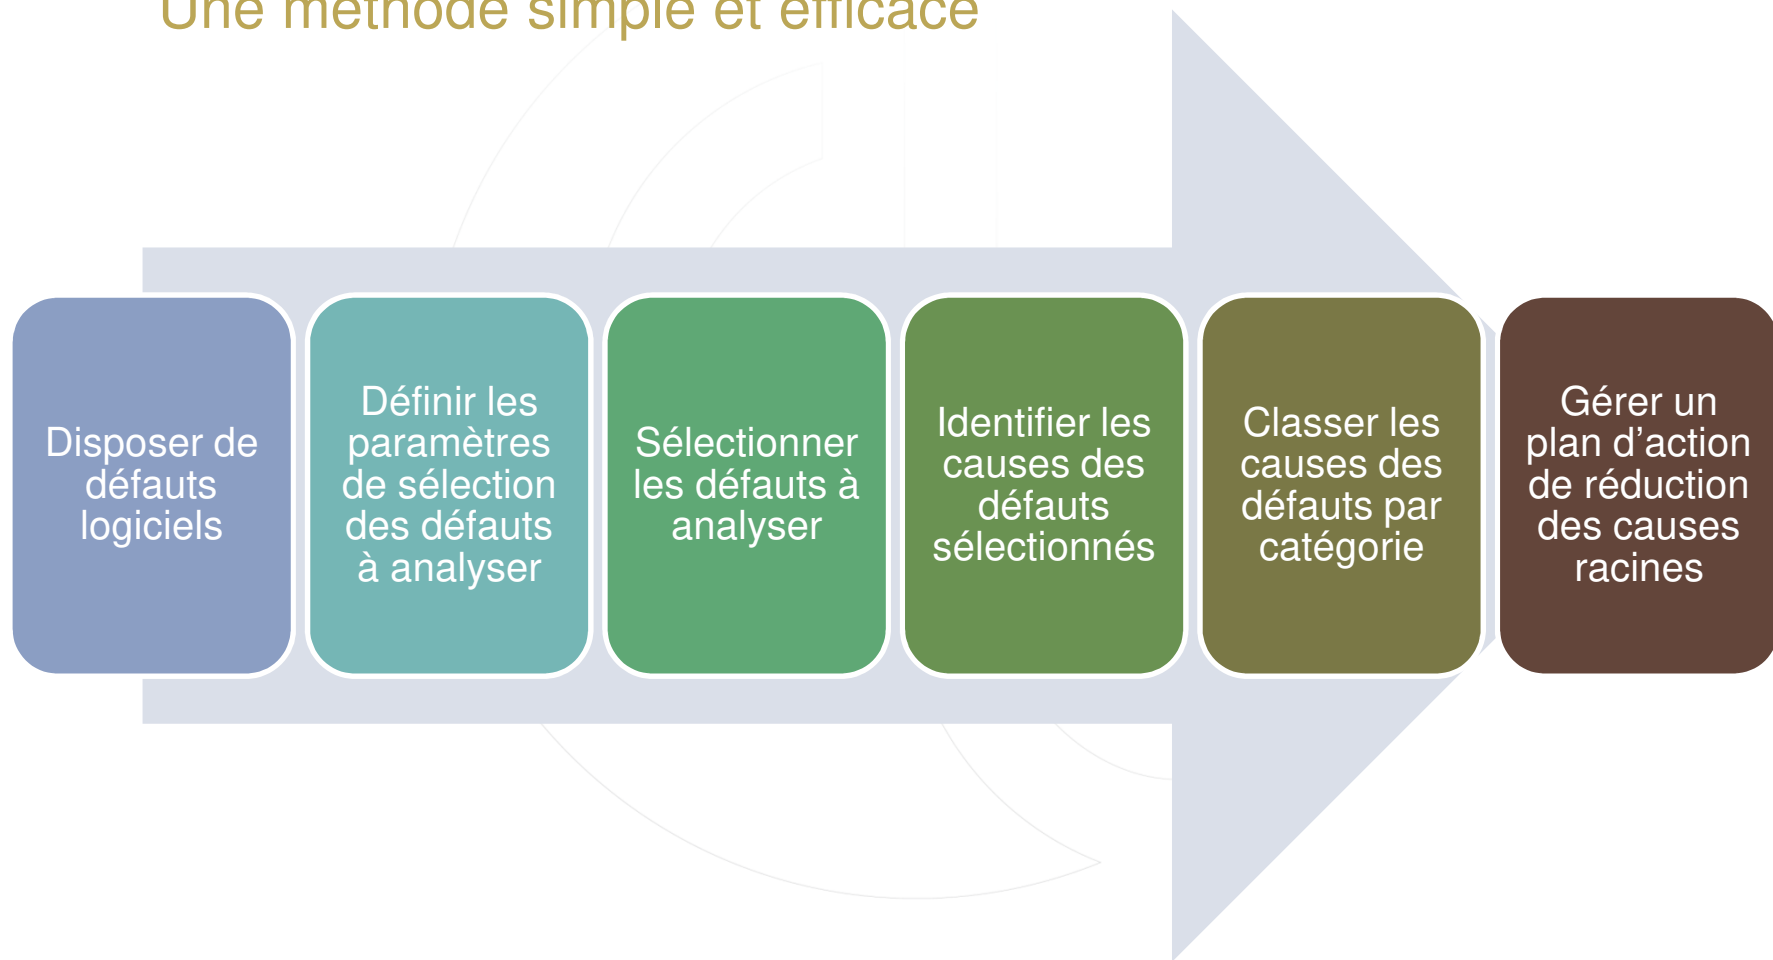 Une méthode simple et efficace
Disposer de
défauts
logiciels
Définir les
paramètres
de sélection
des défauts
à analyser
Sélectionner
les défauts à
analyser
Identifier les
causes des
défauts
sélectionnés
Classer les
causes des
défauts par
catégorie
Gérer un
plan d’action
de réduction
des causes
racines